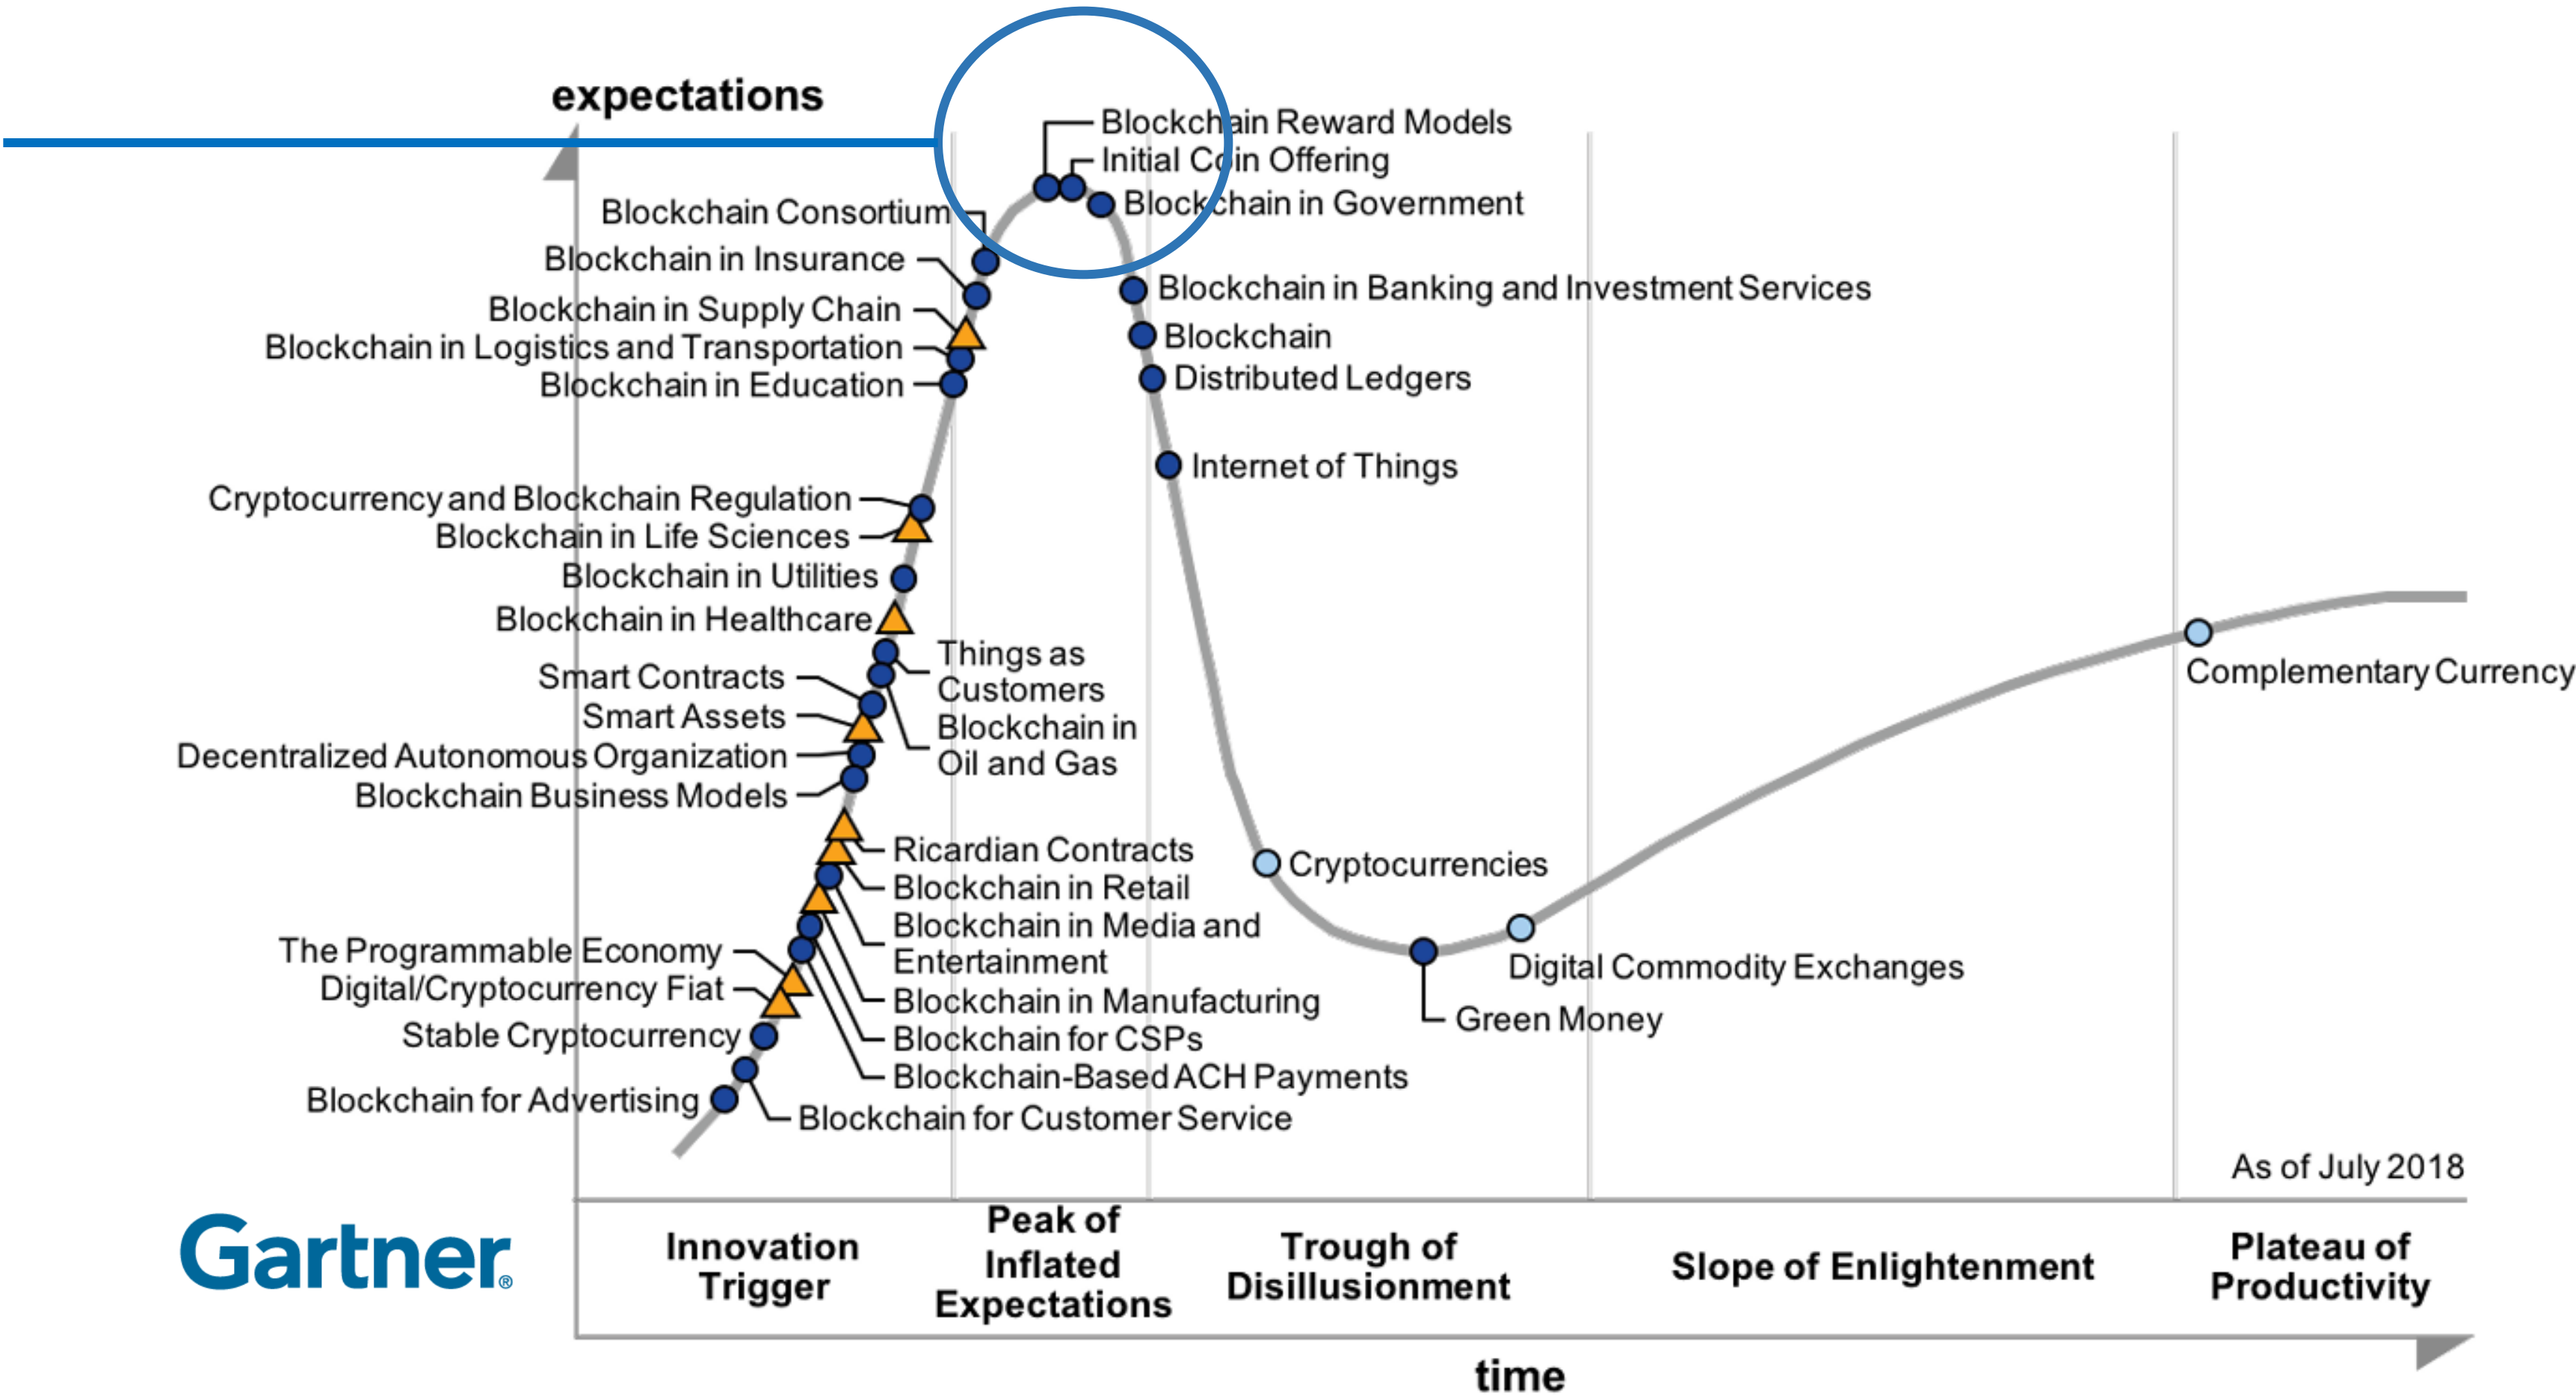 expectations
Blockchain Reward Models
Initial Coin Offering
Blockchain in Government
Blockchain Consortium
Blockchain in Insurance
Blockchain in Supply Chain
Blockchain in Logistics and Transportation
Blockchain in Education
Blockchain in Banking and Investment Services
Blockchain
Distributed Ledgers
Internet of Things
Cryptocurrency and Blockchain Regulation
Blockchain in Life Sciences
Blockchain in Utilities
Blockchain in Healthcare
Things as
Customers
Smart Contracts
Smart Assets
Blockchain in
Oil and Gas
Decentralized Autonomous Organization
Blockchain Business Models
Ricardian Contracts
Blockchain in Retail
Blockchain in Media and
Entertainment
Blockchain in Manufacturing
Blockchain for CSPs
Blockchain-Based ACH Payments
Blockchain for Customer Service
The Programmable Economy
Digital/Cryptocurrency Fiat
Stable Cryptocurrency
Blockchain for Advertising
Cryptocurrencies
Digital Commodity Exchanges
Green Money
Complementary Currency
As of July 2018
Gartner®
Innovation
Trigger
Peak of
Inflated
Expectations
Trough of
Disillusionment
Slope of Enlightenment
Plateau of
Productivity
time